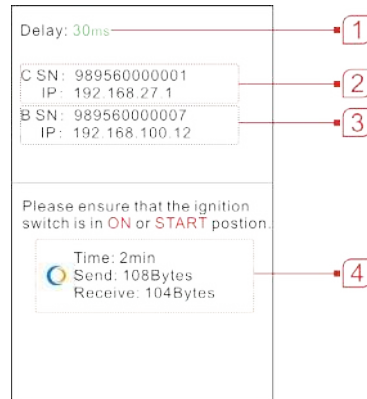 Delay: 30ms
1
C SN: 989560000001
IP: 192.168.27.1
2
B SN: 989560000007
IP: 192.168.100.12
3
Please ensure that the ignition
switch is in ON or START postion.
Time: 2min
Send: 108Bytes
Receive: 104Bytes
4